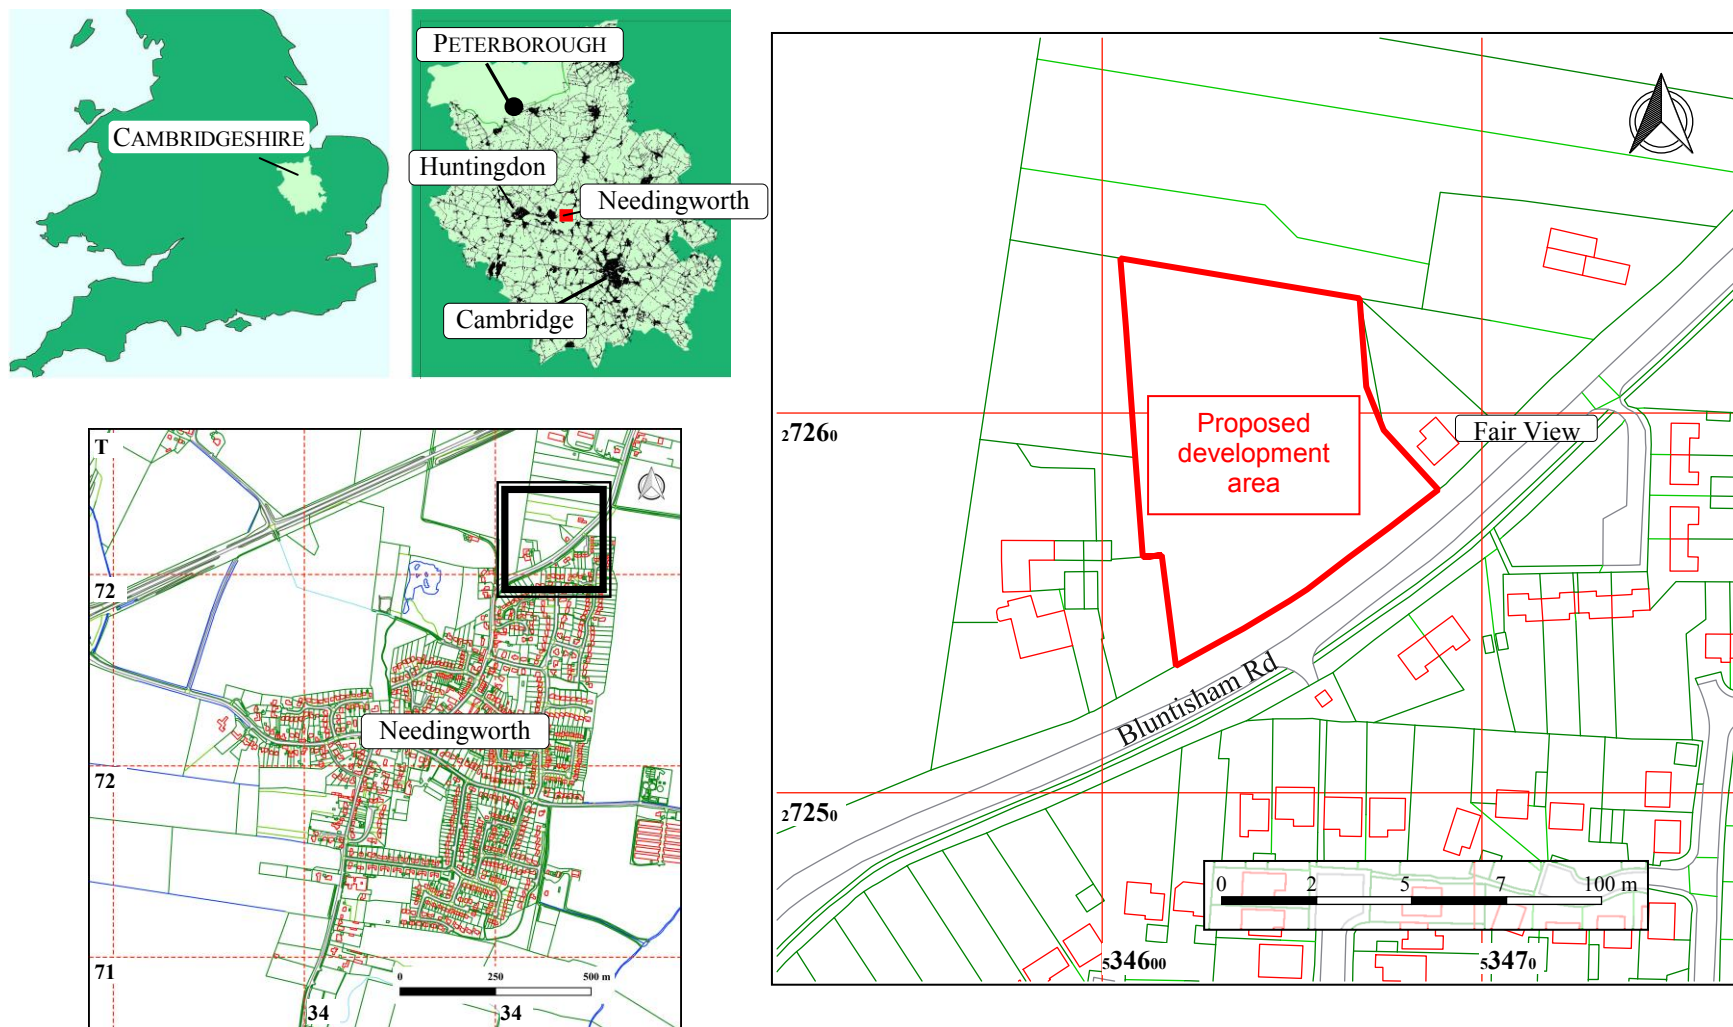 PETERBOROUGH
CAMBRIDGESHIRE
Huntingdon
Needingworth
Cambridge
T
72
Needingworth
72
71
0 250 500 m
34 34
Proposed
development
area
27260
Fair View
Bluntisham Rd
27250
0 2 5 7 100 m
534600
53470